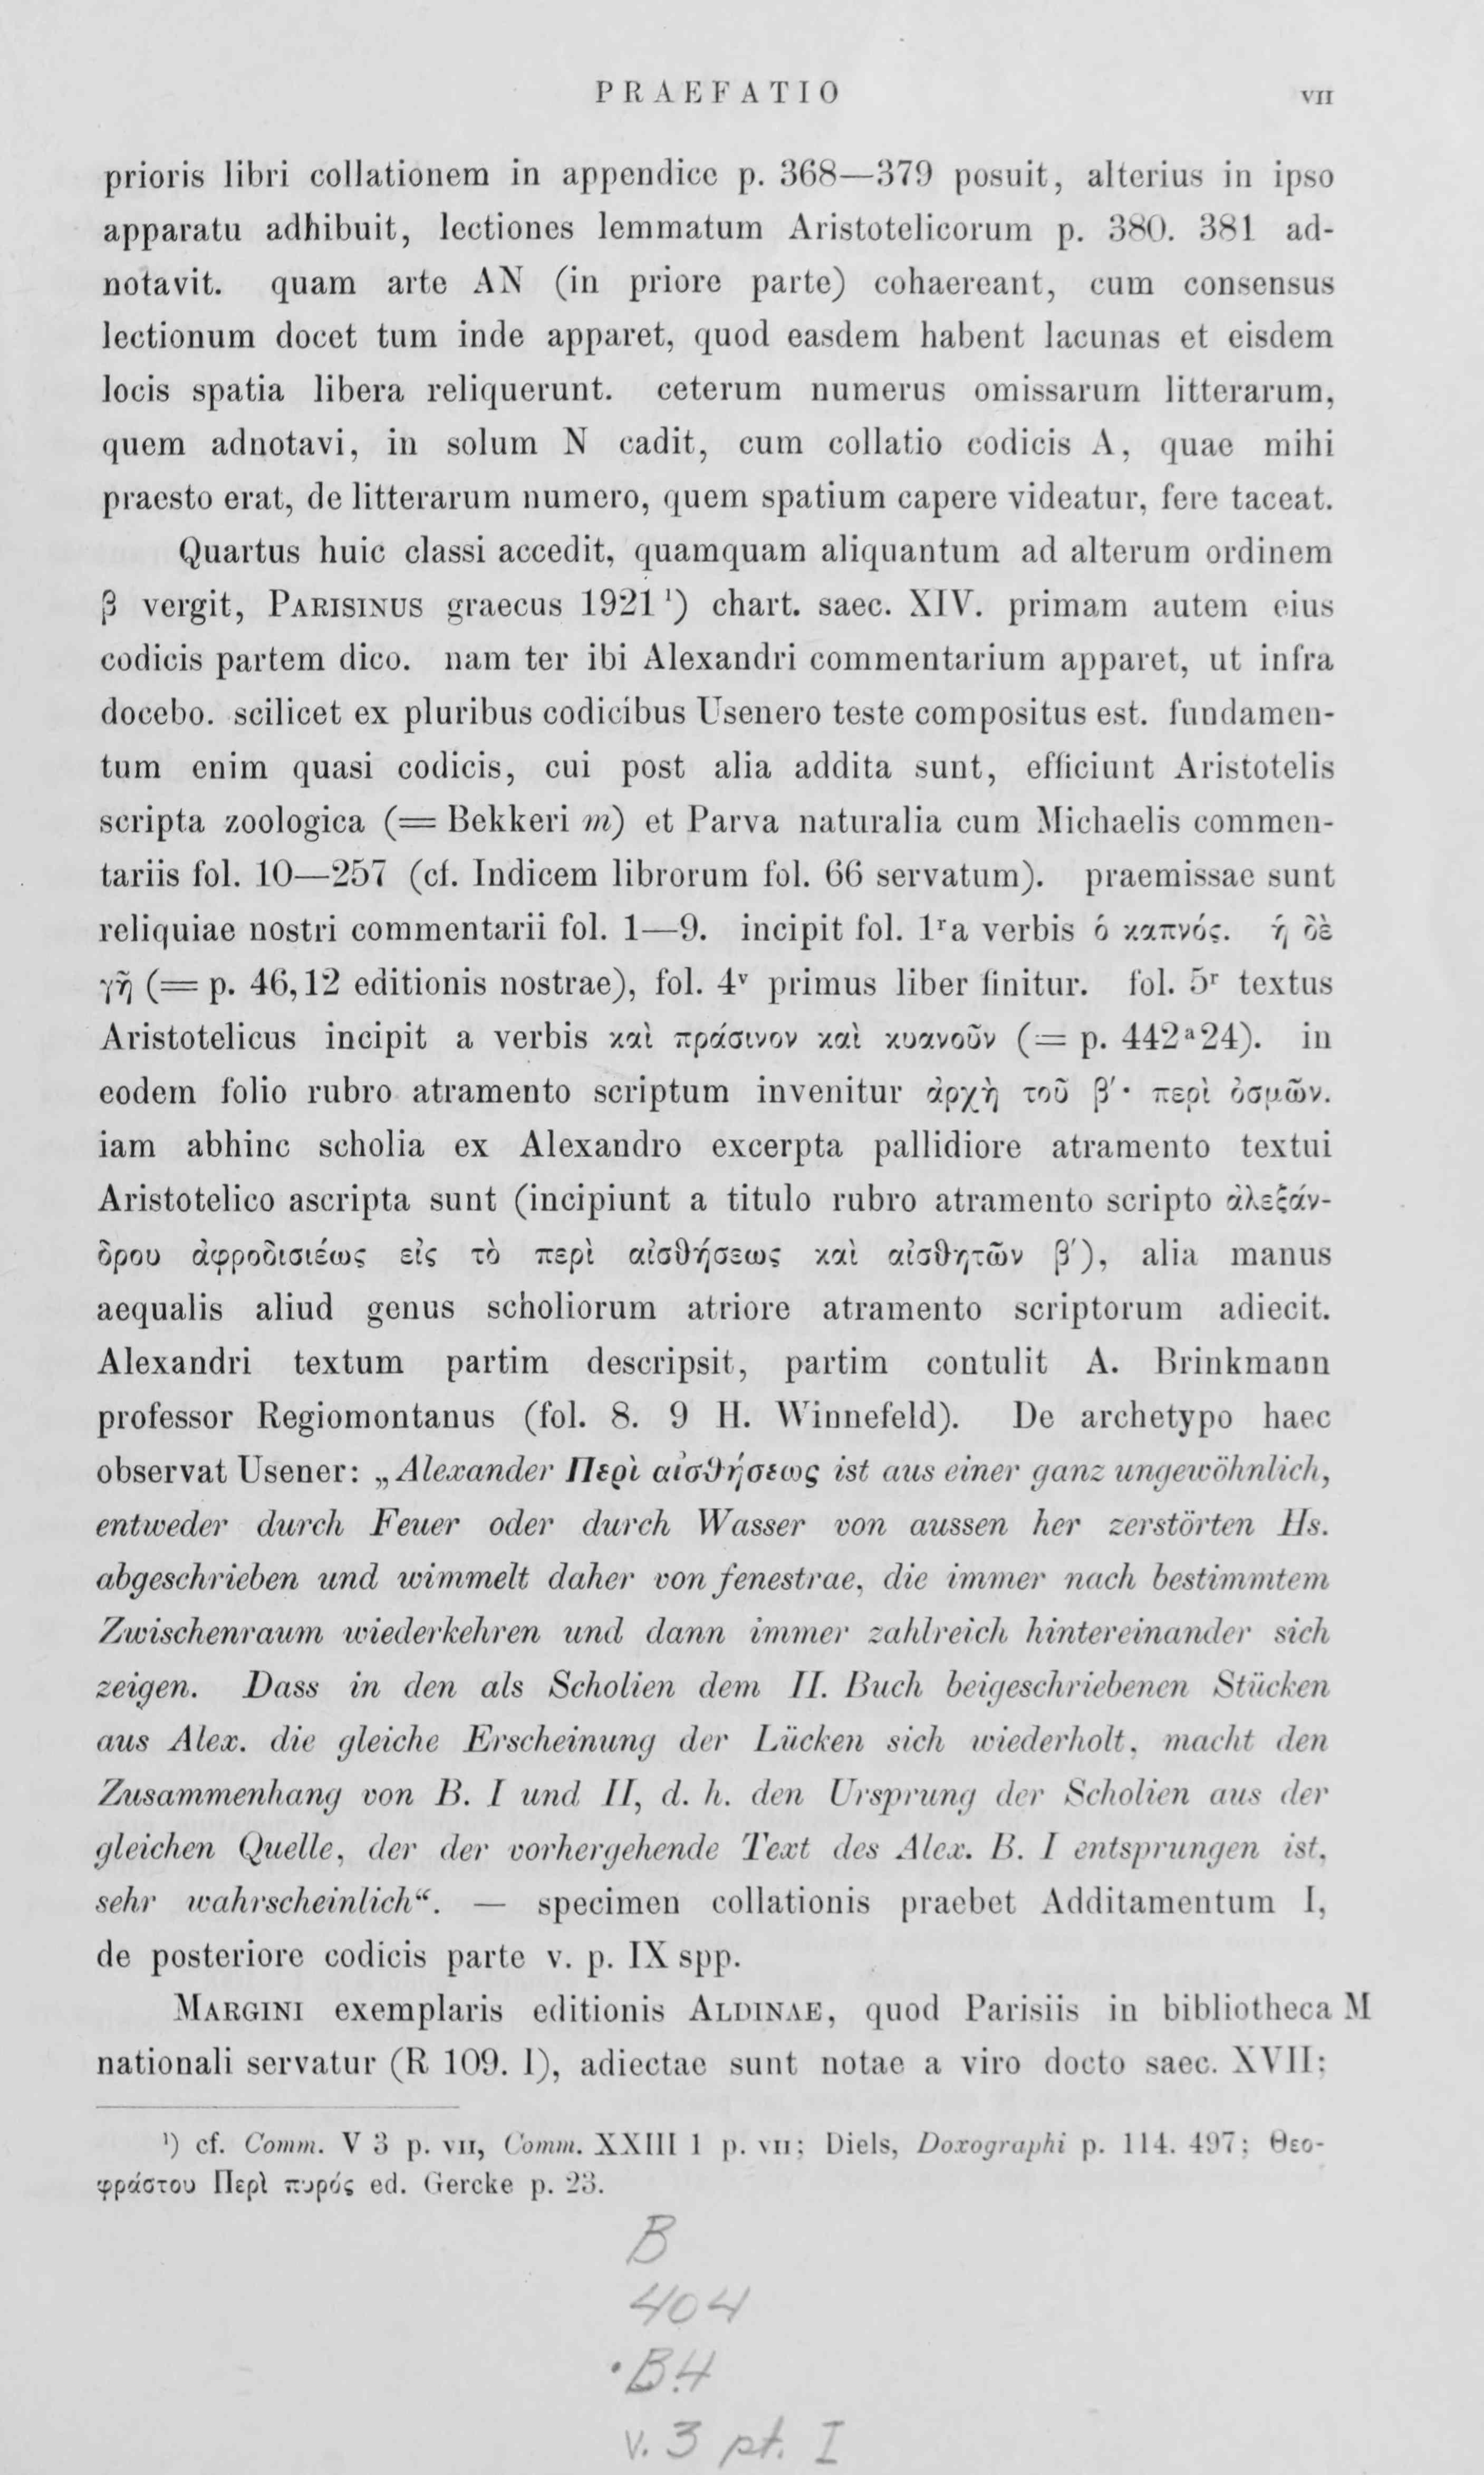 PRAEFATIO VII
prioris libri collationem in appendice p. 368—379 posuit, alterius in ipso
apparatu adhibuit, lectiones lemmatum Aristotelicorum p. 380. 381 ad-
notavit. quam arte AN (in priore parte) cohaereant, cum consensus
lectionum docet tum inde apparet, quod easdem habent lacunas et eisdem
locis spatia libera reliquerunt. ceterum numerus omissarum litterarum,
quem adnotavi, in solum N cadit, cum collatio codicis A, quae mihi
praesto erat, de litterarum numero, quem spatium capere videatur, fere taceat.
Quartus huic classi accedit, quamquam aliquantum ad alterum ordinem
β vergit, PARISINUS graecus 1921¹) chart. saec. XIV. primam autem eius
codicis partem dico. nam ter ibi Alexandri commentarium apparet, ut infra
docebo. scilicet ex pluribus codicibus Usenero teste compositus est. fundamen-
tum enim quasi codicis, cui post alia addita sunt, efficiunt Aristotelis
scripta zoologica (= Bekkeri m) et Parva naturalia cum Michaelis commen-
tariis fol. 10—257 (cf. Indicem librorum fol. 66 servatum). praemissae sunt
reliquiae nostri commentarii fol. 1—9. incipit fol. 1ʳa verbis ὁ καπνός. ἡ δὲ
γῆ (= p. 46,12 editionis nostrae), fol. 4ᵛ primus liber finitur. fol. 5ʳ textus
Aristotelicus incipit a verbis καὶ πράσινον καὶ κυανοῦν (= p. 442ᵃ24). in
eodem folio rubro atramento scriptum invenitur ἀρχὴ τοῦ β′· περὶ ὀσμῶν.
iam abhinc scholia ex Alexandro excerpta pallidiore atramento textui
Aristotelico ascripta sunt (incipiunt a titulo rubro atramento scripto ἀλεξάν-
δρου ἀφροδισιέως εἰς τὸ περὶ αἰσθήσεως καὶ αἰσθητῶν β′), alia manus
aequalis aliud genus scholiorum atriore atramento scriptorum adiecit.
Alexandri textum partim descripsit, partim contulit A. Brinkmann
professor Regiomontanus (fol. 8. 9 H. Winnefeld). De archetypo haec
observat Usener: „Alexander Περὶ αἰσθήσεως ist aus einer ganz ungewöhnlich,
entweder durch Feuer oder durch Wasser von aussen her zerstörten Hs.
abgeschrieben und wimmelt daher von fenestrae, die immer nach bestimmtem
Zwischenraum wiederkehren und dann immer zahlreich hintereinander sich
zeigen. Dass in den als Scholien dem II. Buch beigeschriebenen Stücken
aus Alex. die gleiche Erscheinung der Lücken sich wiederholt, macht den
Zusammenhang von B. I und II, d. h. den Ursprung der Scholien aus der
gleichen Quelle, der der vorhergehende Text des Alex. B. I entsprungen ist,
sehr wahrscheinlich“. — specimen collationis praebet Additamentum I,
de posteriore codicis parte v. p. IX spp.
MARGINI exemplaris editionis ALDINAE, quod Parisiis in bibliotheca M
nationali servatur (R 109. I), adiectae sunt notae a viro docto saec. XVII;
¹) cf. Comm. V 3 p. VII, Comm. XXIII 1 p. VII; Diels, Doxographi p. 114. 497; Θεο-
φράστου Περὶ πυρός ed. Gercke p. 23.
B
404
.B4
v. 3 pt. I